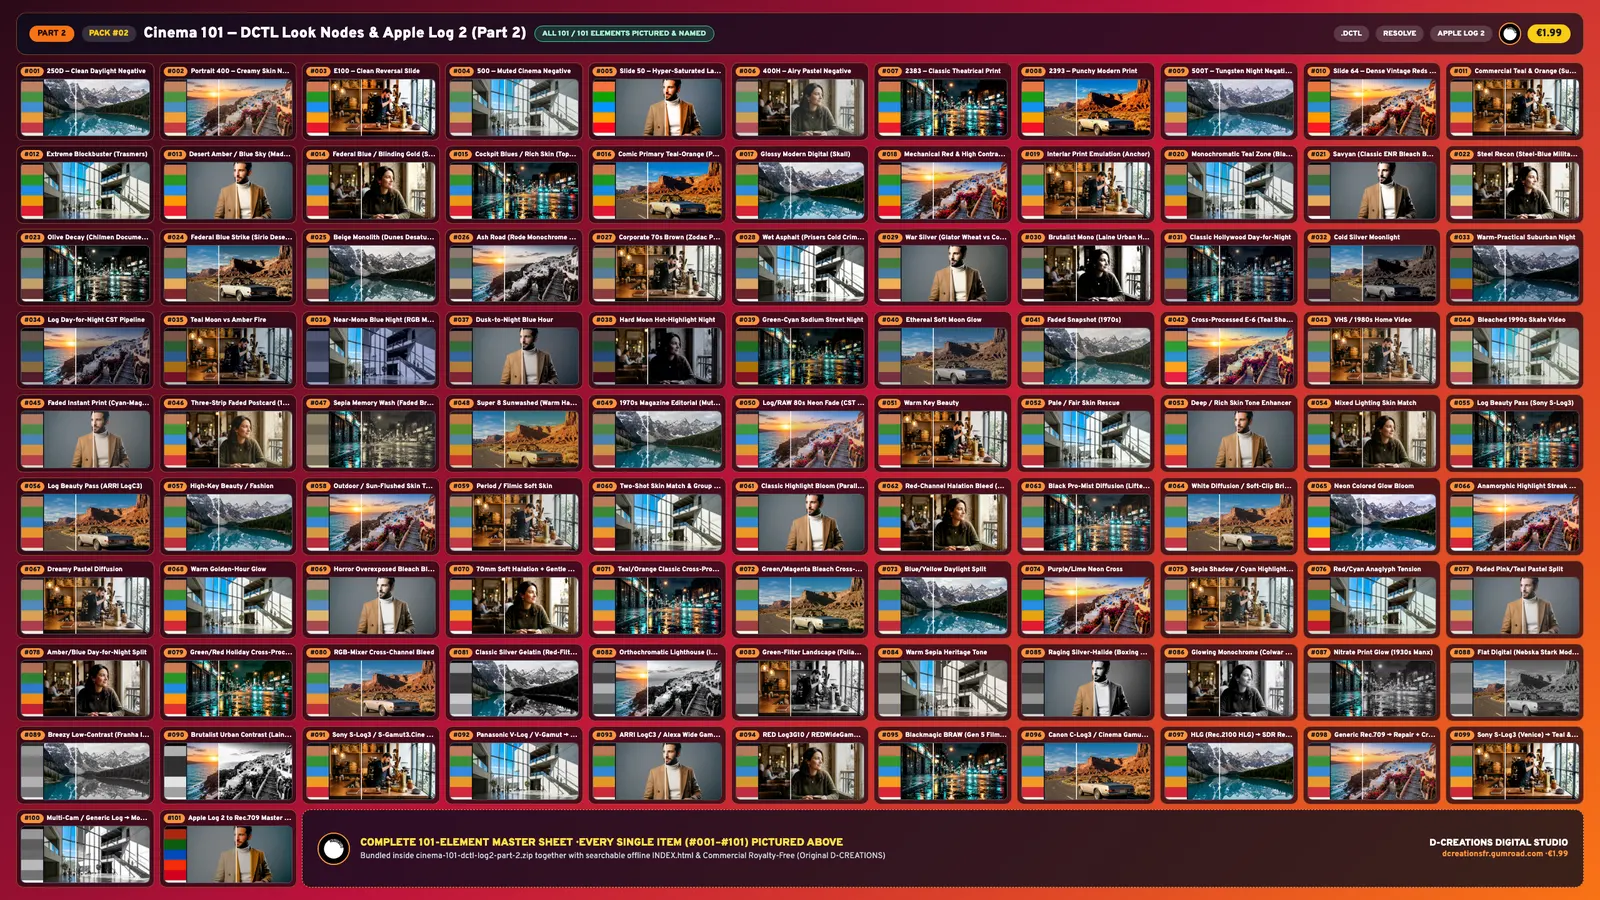 PART 2
PACK #02
Cinema 101 — DCTL Look Nodes & Apple Log 2 (Part 2)
ALL 101 / 101 ELEMENTS PICTURED & NAMED
.DCTL
RESOLVE
APPLE LOG 2
€1.99
#001 250D — Clean Daylight Negative
#002 Portrait 400 — Creamy Skin N...
#003 E100 — Clean Reversal Slide
#004 500 — Muted Cinema Negative
#005 Slide 50 — Hyper-Saturated La...
#006 400H — Airy Pastel Negative
#007 2383 — Classic Theatrical Print
#008 2393 — Punchy Modern Print
#009 500T — Tungsten Night Negati...
#010 Slide 64 — Dense Vintage Reds ...
#011 Commercial Teal & Orange (Su...
#012 Extreme Blockbuster (Trasmers)
#013 Desert Amber / Blue Sky (Mad...
#014 Federal Blue / Blinding Gold (S...
#015 Cockpit Blues / Rich Skin (Top...
#016 Comic Primary Teal-Orange (P...
#017 Glossy Modern Digital (Skall)
#018 Mechanical Red & High Contra...
#019 Interlar Print Emulation (Anchor)
#020 Monochromatic Teal Zone (Bla...
#021 Savyan (Classic ENR Bleach B...
#022 Steel Recon (Steel-Blue Milita...
#023 Olive Decay (Chilmen Docume...
#024 Federal Blue Strike (Sirio Dese...
#025 Beige Monolith (Dunes Desatu...
#026 Ash Road (Rode Monochrome ...
#027 Corporate 70s Brown (Zodac P...
#028 Wet Asphalt (Prisers Cold Crim...
#029 War Sliver (Glator Wheat vs Co...
#030 Brutalist Mono (Laine Urban H...
#031 Classic Hollywood Day-for-Night
#032 Cold Silver Moonlight
#033 Warm-Practical Suburban Night
#034 Log Day-for-Night CST Pipeline
#035 Teal Moon vs Amber Fire
#036 Near-Mono Blue Night (RGB M...
#037 Dusk-to-Night Blue Hour
#038 Hard Moon Hot-Highlight Night
#039 Green-Cyan Sodium Street Night
#040 Ethereal Soft Moon Glow
#041 Faded Snapshot (1970s)
#042 Cross-Processed E-6 (Teal Sha...
#043 VHS / 1980s Home Video
#044 Bleached 1990s Skate Video
#045 Faded Instant Print (Cyan-Mag...
#046 Three-Strip Faded Postcard (1...
#047 Sepia Memory Wash (Faded Br...
#048 Super 8 Sunwashed (Warm Ha...
#049 1970s Magazine Editorial (Mut...
#050 Log/RAW 80s Neon Fade (CST ...
#051 Warm Key Beauty
#052 Pale / Fair Skin Rescue
#053 Deep / Rich Skin Tone Enhancer
#054 Mixed Lighting Skin Match
#055 Log Beauty Pass (Sony S-Log3)
#056 Log Beauty Pass (ARRI LogC3)
#057 High-Key Beauty / Fashion
#058 Outdoor / Sun-Flushed Skin T...
#059 Period / Filmic Soft Skin
#060 Two-Shot Skin Match & Group ...
#061 Classic Highlight Bloom (Parall...
#062 Red-Channel Halation Bleed (...
#063 Black Pro-Mist Diffusion (Lifte...
#064 White Diffusion / Soft-Clip Bri...
#065 Neon Colored Glow Bloom
#066 Anamorphic Highlight Streak ...
#067 Dreamy Pastel Diffusion
#068 Warm Golden-Hour Glow
#069 Horror Overexposed Bleach Bl...
#070 70mm Soft Halation + Gentle ...
#071 Teal/Orange Classic Cross-Pro...
#072 Green/Magenta Bleach Cross-...
#073 Blue/Yellow Daylight Split
#074 Purple/Lime Neon Cross
#075 Sepia Shadow / Cyan Highlight...
#076 Red/Cyan Anaglyph Tension
#077 Faded Pink/Teal Pastel Split
#078 Amber/Blue Day-for-Night Split
#079 Green/Red Holiday Cross-Proc...
#080 RGB-Mixer Cross-Channel Bleed
#081 Classic Silver Gelatin (Red-Filt...
#082 Orthochromatic Lighthouse (I...
#083 Green-Filter Landscape (Folia...
#084 Warm Sepia Heritage Tone
#085 Raging Silver-Halide (Boxing ...
#086 Glowing Monochrome (Colwar ...
#087 Nitrate Print Glow (1930s Manx)
#088 Flat Digital (Nebska Stark Mod...
#089 Breezy Low-Contrast (Franha I...
#090 Brutalist Urban Contrast (Lain...
#091 Sony S-Log3 / S-Gamut3.Cine ...
#092 Panasonic V-Log / V-Gamut → ...
#093 ARRI LogC3 / Alexa Wide Gam...
#094 RED Log3G10 / REDWideGam...
#095 Blackmagic BRAW (Gen 5 Film...
#096 Canon C-Log3 / Cinema Gamu...
#097 HLG (Rec.2100 HLG) → SDR Re...
#098 Generic Rec.709 → Repair + Cr...
#099 Sony S-Log3 (Venice) → Teal &...
#100 Multi-Cam / Generic Log → Mo...
#101 Apple Log 2 to Rec.709 Master ...
COMPLETE 101-ELEMENT MASTER SHEET · EVERY SINGLE ITEM (#001–#101) PICTURED ABOVE
Bundled inside cinema-101-dctl-log2-part-2.zip together with searchable offline INDEX.html & Commercial Royalty-Free (Original D-CREATIONS)
D-CREATIONS DIGITAL STUDIO
dcreationsfr.gumroad.com · €1.99